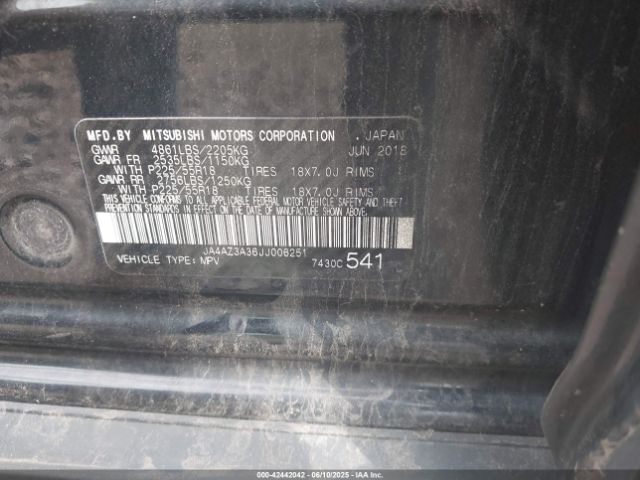 MFD.BY MITSUBISHI MOTORS CORPORATION , JAPAN
GVWR 4861LBS/2205KG JUN 2018
GAWR FR 2535LBS/1150KG
WITH P225/55R18 TIRES 18X7.0J RIMS
GAWR RR 2756LBS/1250KG
WITH P225/55R18 TIRES 18X7.0J RIMS
THIS VEHICLE CONFORMS TO ALL APPLICABLE FEDERAL MOTOR VEHICLE SAFETY, BUMPER AND THEFT
PREVENTION STANDARDS IN EFFECT ON THE DATE OF MANUFACTURE SHOWN ABOVE.
JA4AZ3A36JJ006251
VEHICLE TYPE: MPV 7430C 541
000-42442042 - 06/10/2025 - IAAI